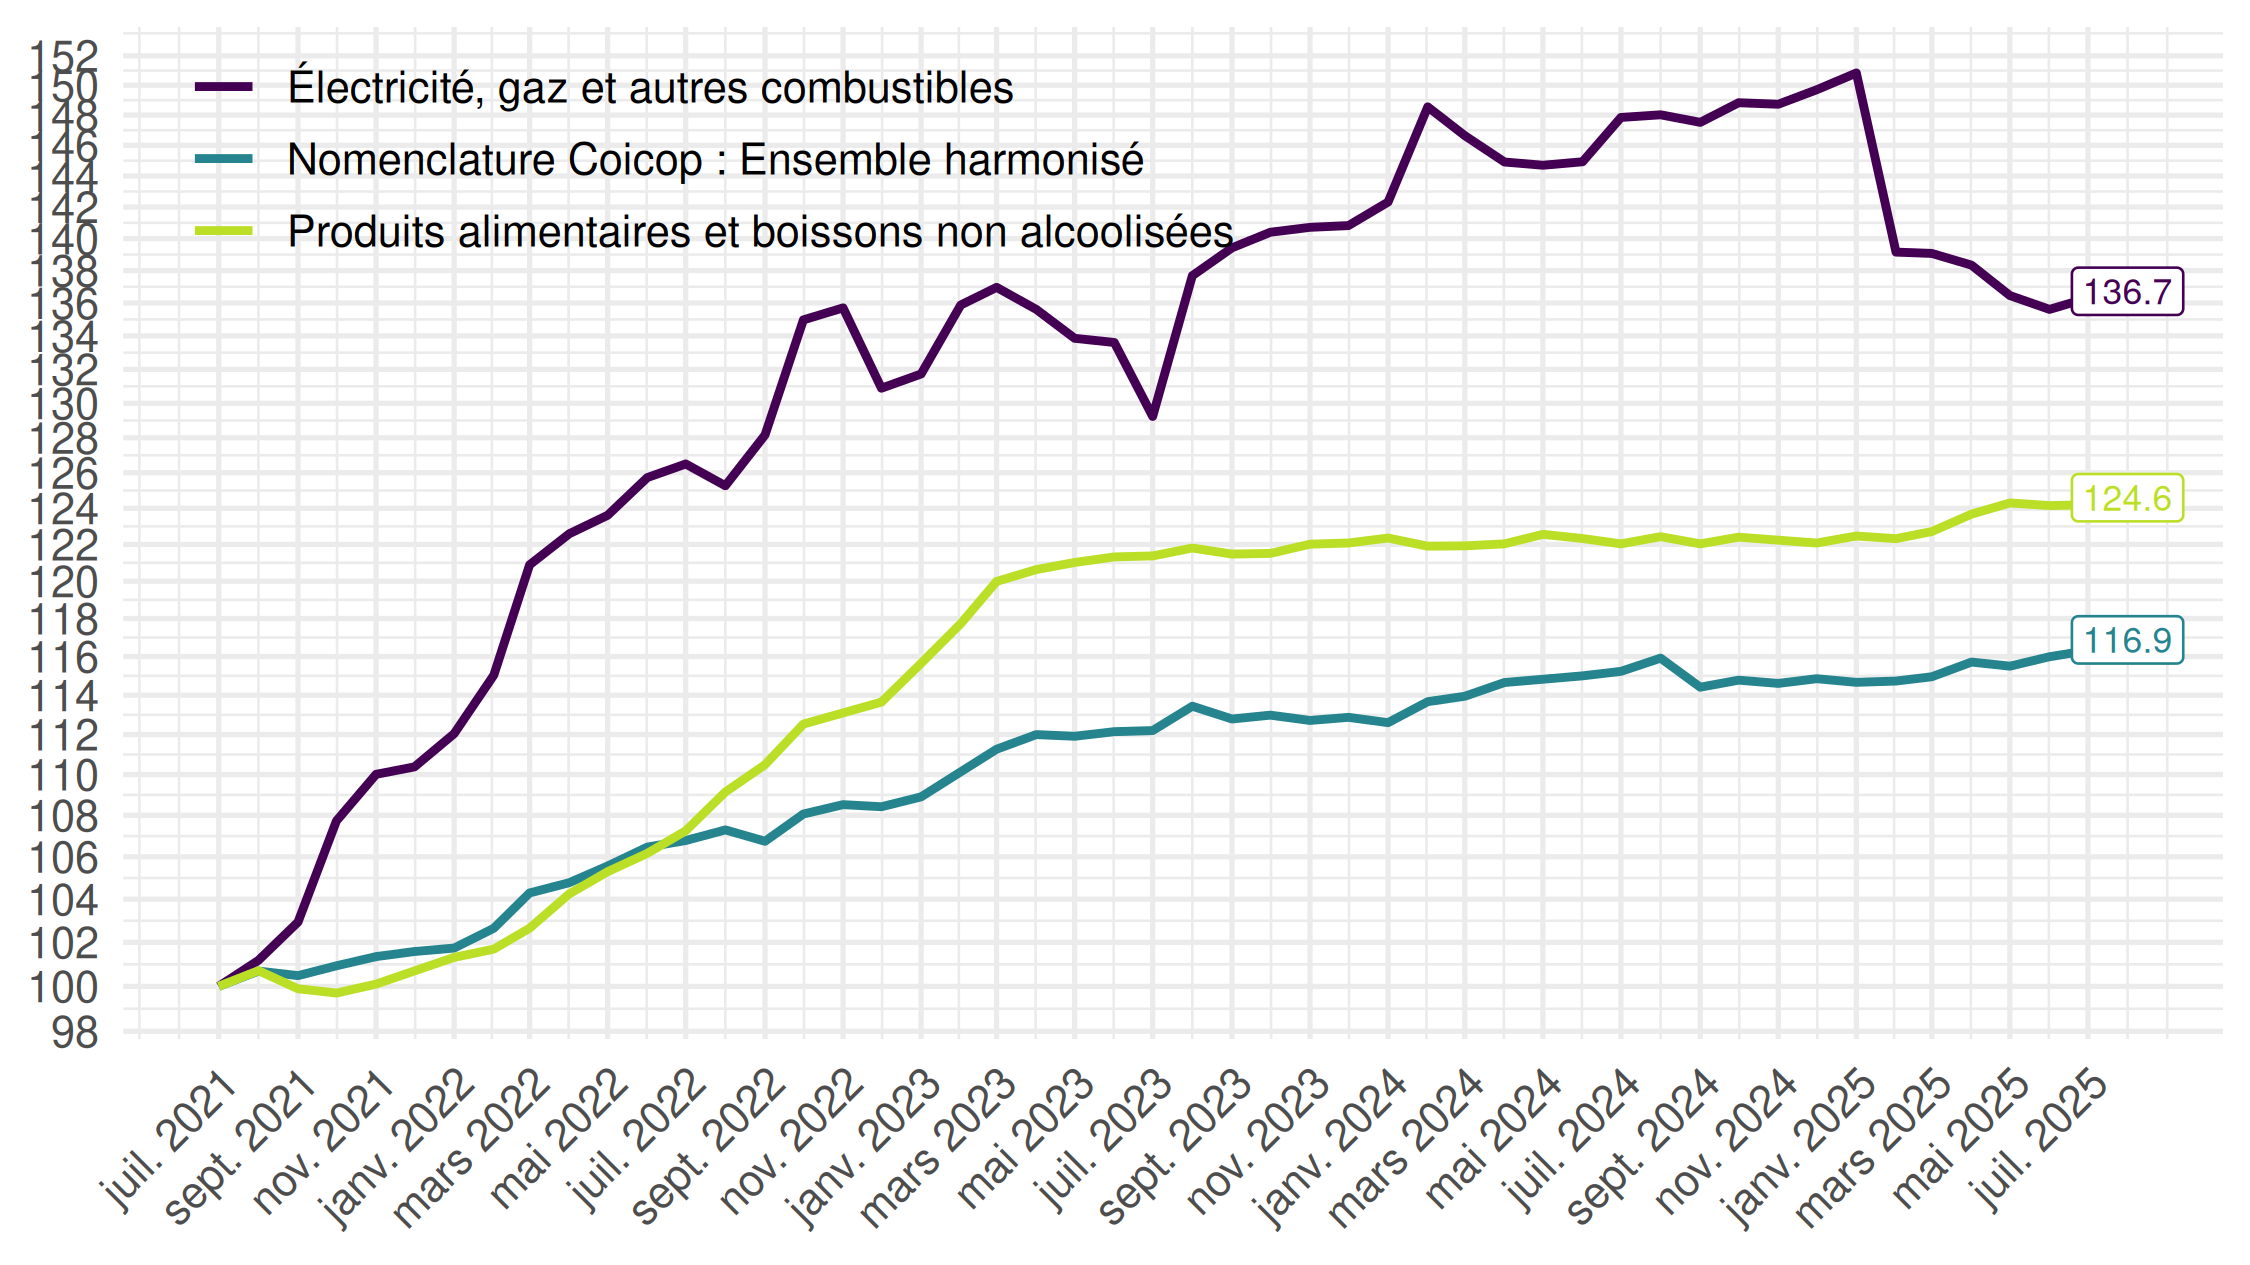 152
150
148
146
144
142
140
138
136
134
132
130
128
126
124
122
120
118
116
114
112
110
108
106
104
102
100
98
Électricité, gaz et autres combustibles
Nomenclature Coicop : Ensemble harmonisé
Produits alimentaires et boissons non alcoolisées
136.7
124.6
116.9
juil. 2021
sept. 2021
nov. 2021
janv. 2022
mars 2022
mai 2022
juil. 2022
sept. 2022
nov. 2022
janv. 2023
mars 2023
mai 2023
juil. 2023
sept. 2023
nov. 2023
janv. 2024
mars 2024
mai 2024
juil. 2024
sept. 2024
nov. 2024
janv. 2025
mars 2025
mai 2025
juil. 2025